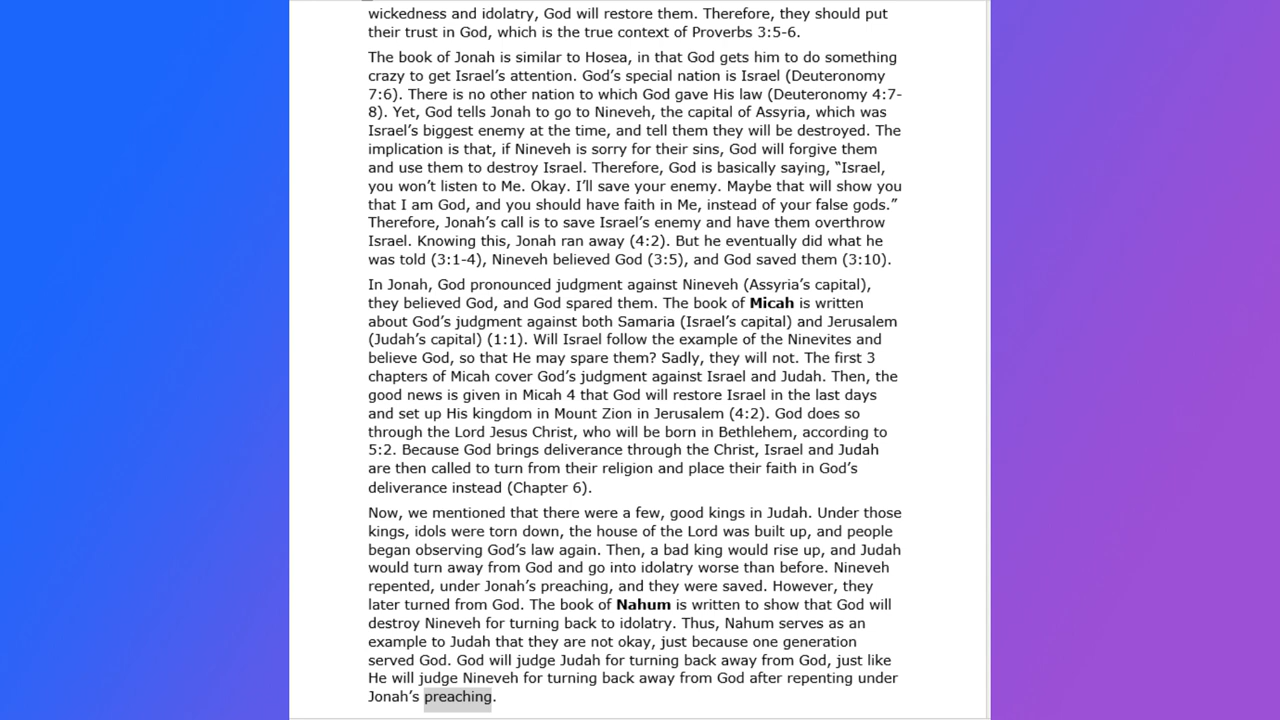 wickedness and idolatry, God will restore them. Therefore, they should put
their trust in God, which is the true context of Proverbs 3:5-6.
The book of Jonah is similar to Hosea, in that God gets him to do something
crazy to get Israel’s attention. God’s special nation is Israel (Deuteronomy
7:6). There is no other nation to which God gave His law (Deuteronomy 4:7-
8). Yet, God tells Jonah to go to Nineveh, the capital of Assyria, which was
Israel’s biggest enemy at the time, and tell them they will be destroyed. The
implication is that, if Nineveh is sorry for their sins, God will forgive them
and use them to destroy Israel. Therefore, God is basically saying, “Israel,
you won’t listen to Me. Okay. I’ll save your enemy. Maybe that will show you
that I am God, and you should have faith in Me, instead of your false gods.”
Therefore, Jonah’s call is to save Israel’s enemy and have them overthrow
Israel. Knowing this, Jonah ran away (4:2). But he eventually did what he
was told (3:1-4), Nineveh believed God (3:5), and God saved them (3:10).
In Jonah, God pronounced judgment against Nineveh (Assyria’s capital),
they believed God, and God spared them. The book of Micah is written
about God’s judgment against both Samaria (Israel’s capital) and Jerusalem
(Judah’s capital) (1:1). Will Israel follow the example of the Ninevites and
believe God, so that He may spare them? Sadly, they will not. The first 3
chapters of Micah cover God’s judgment against Israel and Judah. Then, the
good news is given in Micah 4 that God will restore Israel in the last days
and set up His kingdom in Mount Zion in Jerusalem (4:2). God does so
through the Lord Jesus Christ, who will be born in Bethlehem, according to
5:2. Because God brings deliverance through the Christ, Israel and Judah
are then called to turn from their religion and place their faith in God’s
deliverance instead (Chapter 6).
Now, we mentioned that there were a few, good kings in Judah. Under those
kings, idols were torn down, the house of the Lord was built up, and people
began observing God’s law again. Then, a bad king would rise up, and Judah
would turn away from God and go into idolatry worse than before. Nineveh
repented, under Jonah’s preaching, and they were saved. However, they
later turned from God. The book of Nahum is written to show that God will
destroy Nineveh for turning back to idolatry. Thus, Nahum serves as an
example to Judah that they are not okay, just because one generation
served God. God will judge Judah for turning back away from God, just like
He will judge Nineveh for turning back away from God after repenting under
Jonah’s preaching.